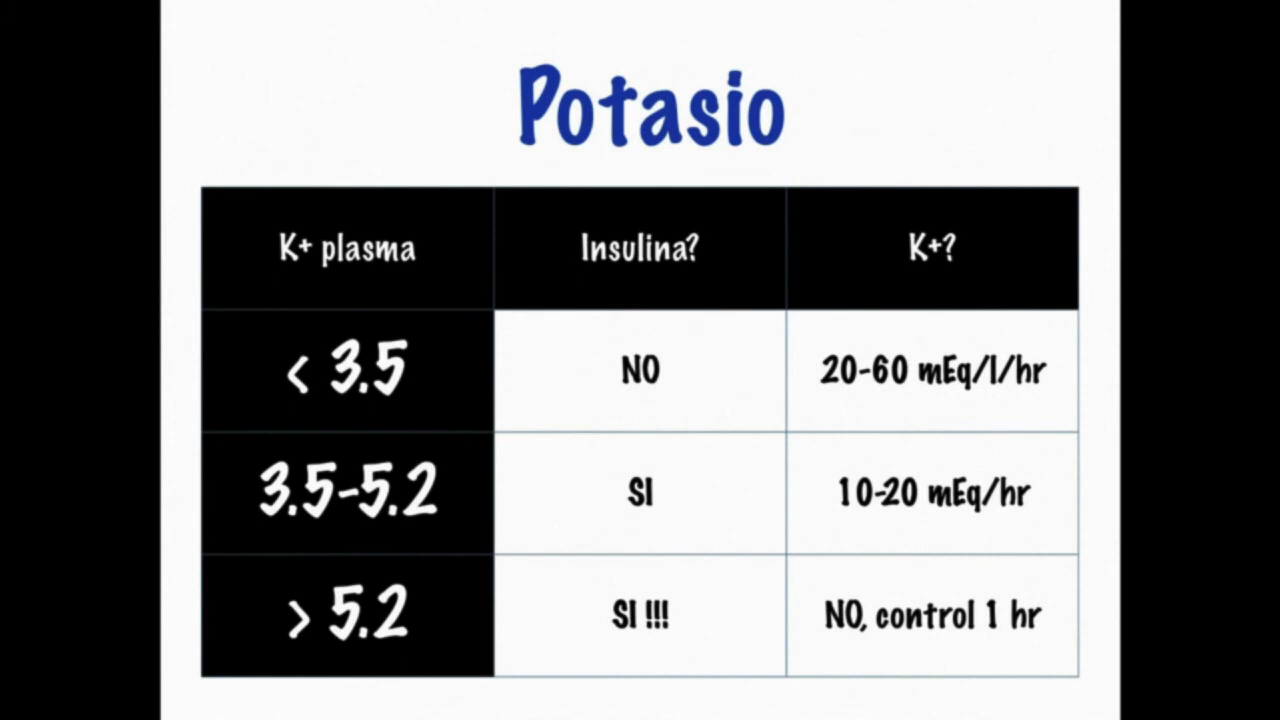 Potasio
K+ plasma Insulina? K+?
< 3.5 NO 20-60 mEq/l/hr
3.5-5.2 SI 10-20 mEq/hr
> 5.2 SI !!! NO, control 1 hr